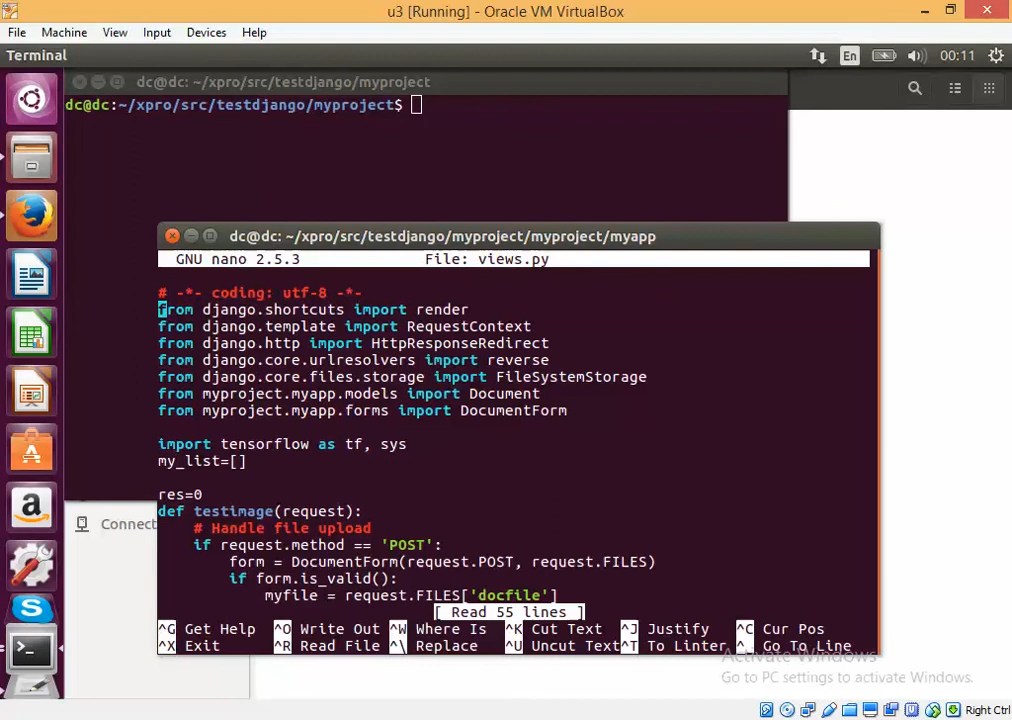 u3 [Running] - Oracle VM VirtualBox
File Machine View Input Devices Help
Terminal
En
00:11
dc@dc: ~/xpro/src/testdjango/myproject
dc@dc:~/xpro/src/testdjango/myproject$
dc@dc: ~/xpro/src/testdjango/myproject/myproject/myapp
GNU nano 2.5.3 File: views.py
# -*- coding: utf-8 -*-
from django.shortcuts import render
from django.template import RequestContext
from django.http import HttpResponseRedirect
from django.core.urlresolvers import reverse
from django.core.files.storage import FileSystemStorage
from myproject.myapp.models import Document
from myproject.myapp.forms import DocumentForm
import tensorflow as tf, sys
my_list=[]
res=0
def testimage(request):
# Handle file upload
if request.method == 'POST':
form = DocumentForm(request.POST, request.FILES)
if form.is_valid():
myfile = request.FILES['docfile']
[ Read 55 lines ]
^G Get Help ^O Write Out ^W Where Is ^K Cut Text ^J Justify ^C Cur Pos
^X Exit ^R Read File ^\ Replace ^U Uncut Text ^T To Linter ^_ Go To Line
Connect
Activate Windows
Go to PC settings to activate Windows.
Right Ctrl